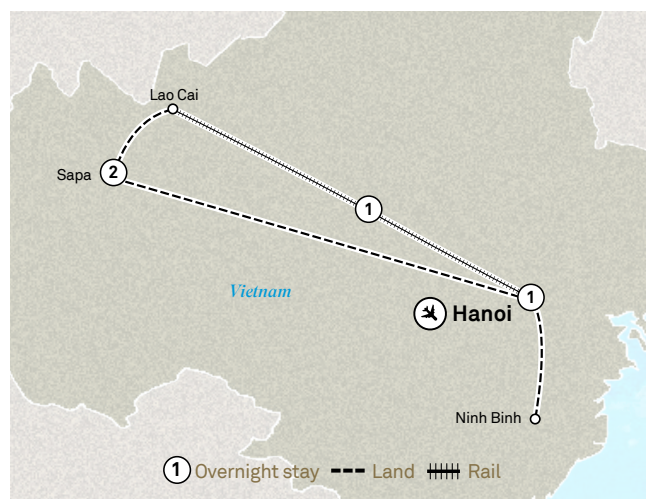 Lao Cai
Sapa
2
1
Vietnam
1
Hanoi
Ninh Binh
1 Overnight stay Land Rail